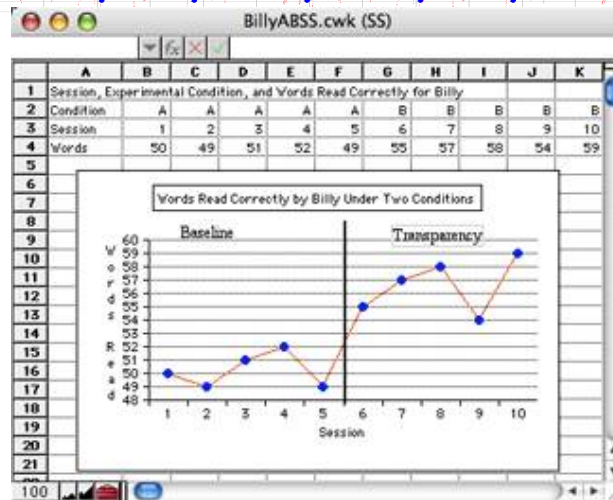 BillyABSS.cwk (SS)
fx
A B C D E F G H I J K
1 Session, Experimental Condition, and Words Read Correctly for Billy
2 Condition A A A A A B B B B B
3 Session 1 2 3 4 5 6 7 8 9 10
4 Words 50 49 51 52 49 55 57 58 54 59
5
6
7 Words Read Correctly by Billy Under Two Conditions
8
9 Baseline Transparency
10
11
12
13
14
15
16
17
18
19
20
21
60
59
58
57
56
55
54
53
52
51
50
49
48
Words Read
1 2 3 4 5 6 7 8 9 10
Session
100